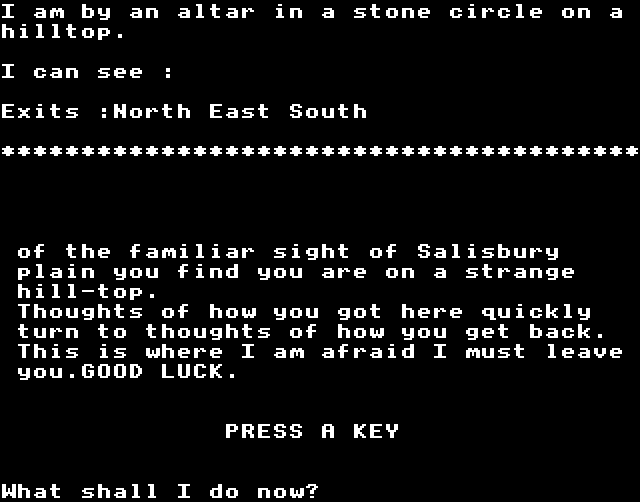 I am by an altar in a stone circle on a
hilltop.
I can see :
Exits :North East South
****************************************
of the familiar sight of Salisbury
plain you find you are on a strange
hill-top.
Thoughts of how you got here quickly
turn to thoughts of how you get back.
This is where I am afraid I must leave
you.GOOD LUCK.
PRESS A KEY
What shall I do now?